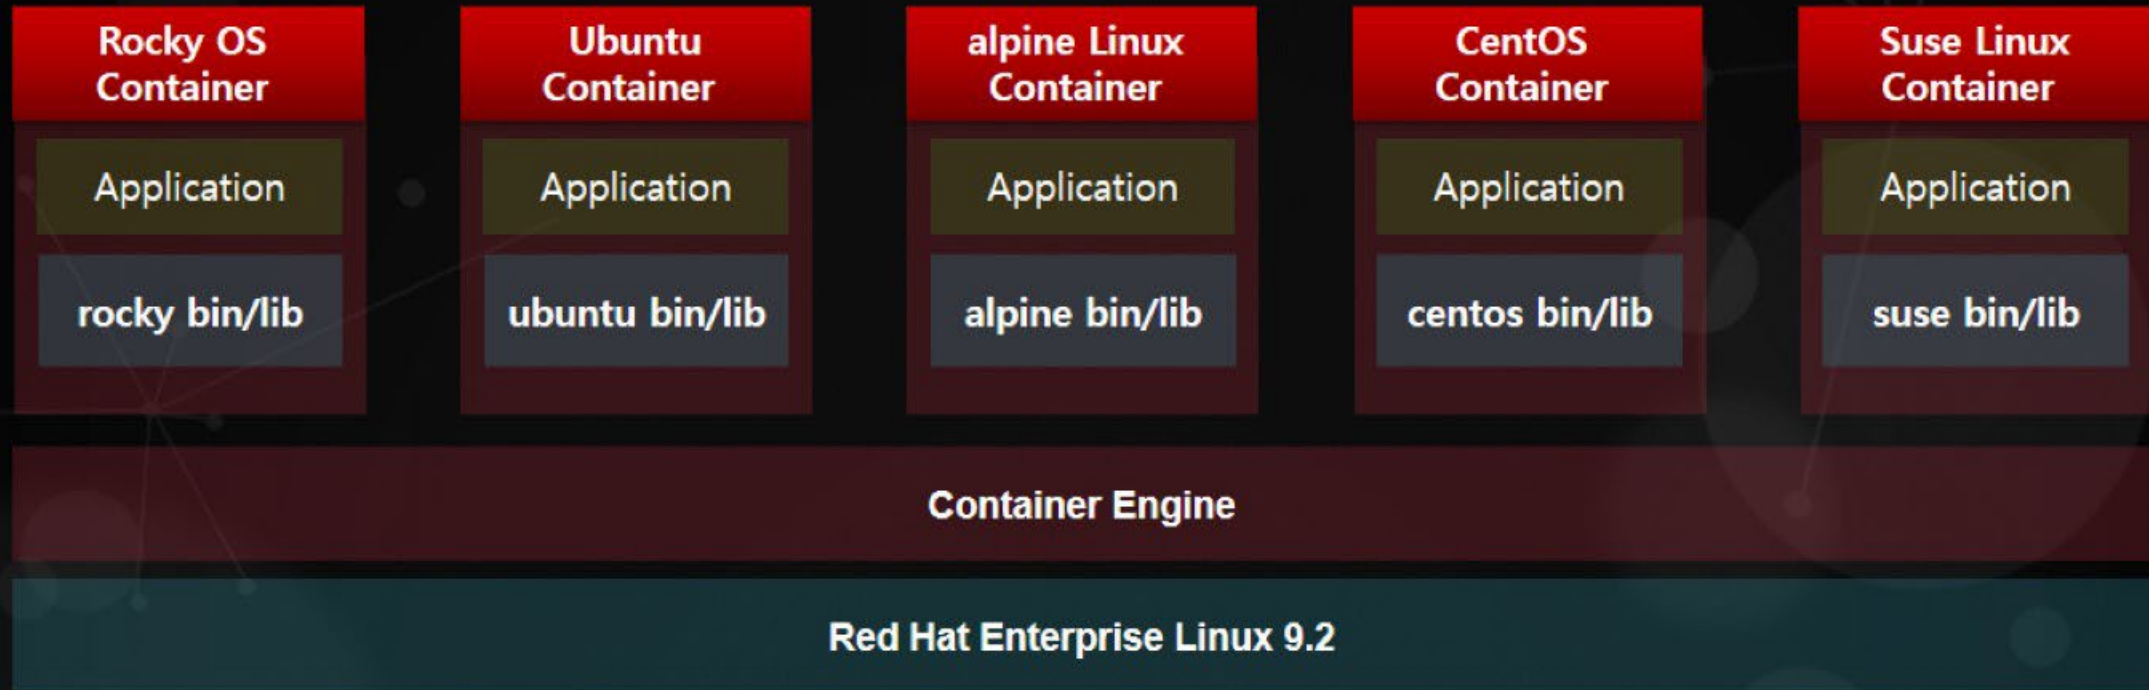 Rocky OS
Container
Ubuntu
Container
alpine Linux
Container
CentOS
Container
Suse Linux
Container
Application
Application
Application
Application
Application
rocky bin/lib
ubuntu bin/lib
alpine bin/lib
centos bin/lib
suse bin/lib
Container Engine
Red Hat Enterprise Linux 9.2